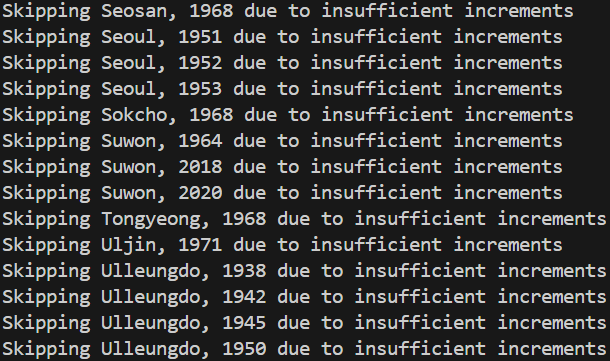 Skipping Seosan, 1968 due to insufficient increments
Skipping Seoul, 1951 due to insufficient increments
Skipping Seoul, 1952 due to insufficient increments
Skipping Seoul, 1953 due to insufficient increments
Skipping Sokcho, 1968 due to insufficient increments
Skipping Suwon, 1964 due to insufficient increments
Skipping Suwon, 2018 due to insufficient increments
Skipping Suwon, 2020 due to insufficient increments
Skipping Tongyeong, 1968 due to insufficient increments
Skipping Uljin, 1971 due to insufficient increments
Skipping Ulleungdo, 1938 due to insufficient increments
Skipping Ulleungdo, 1942 due to insufficient increments
Skipping Ulleungdo, 1945 due to insufficient increments
Skipping Ulleungdo, 1950 due to insufficient increments